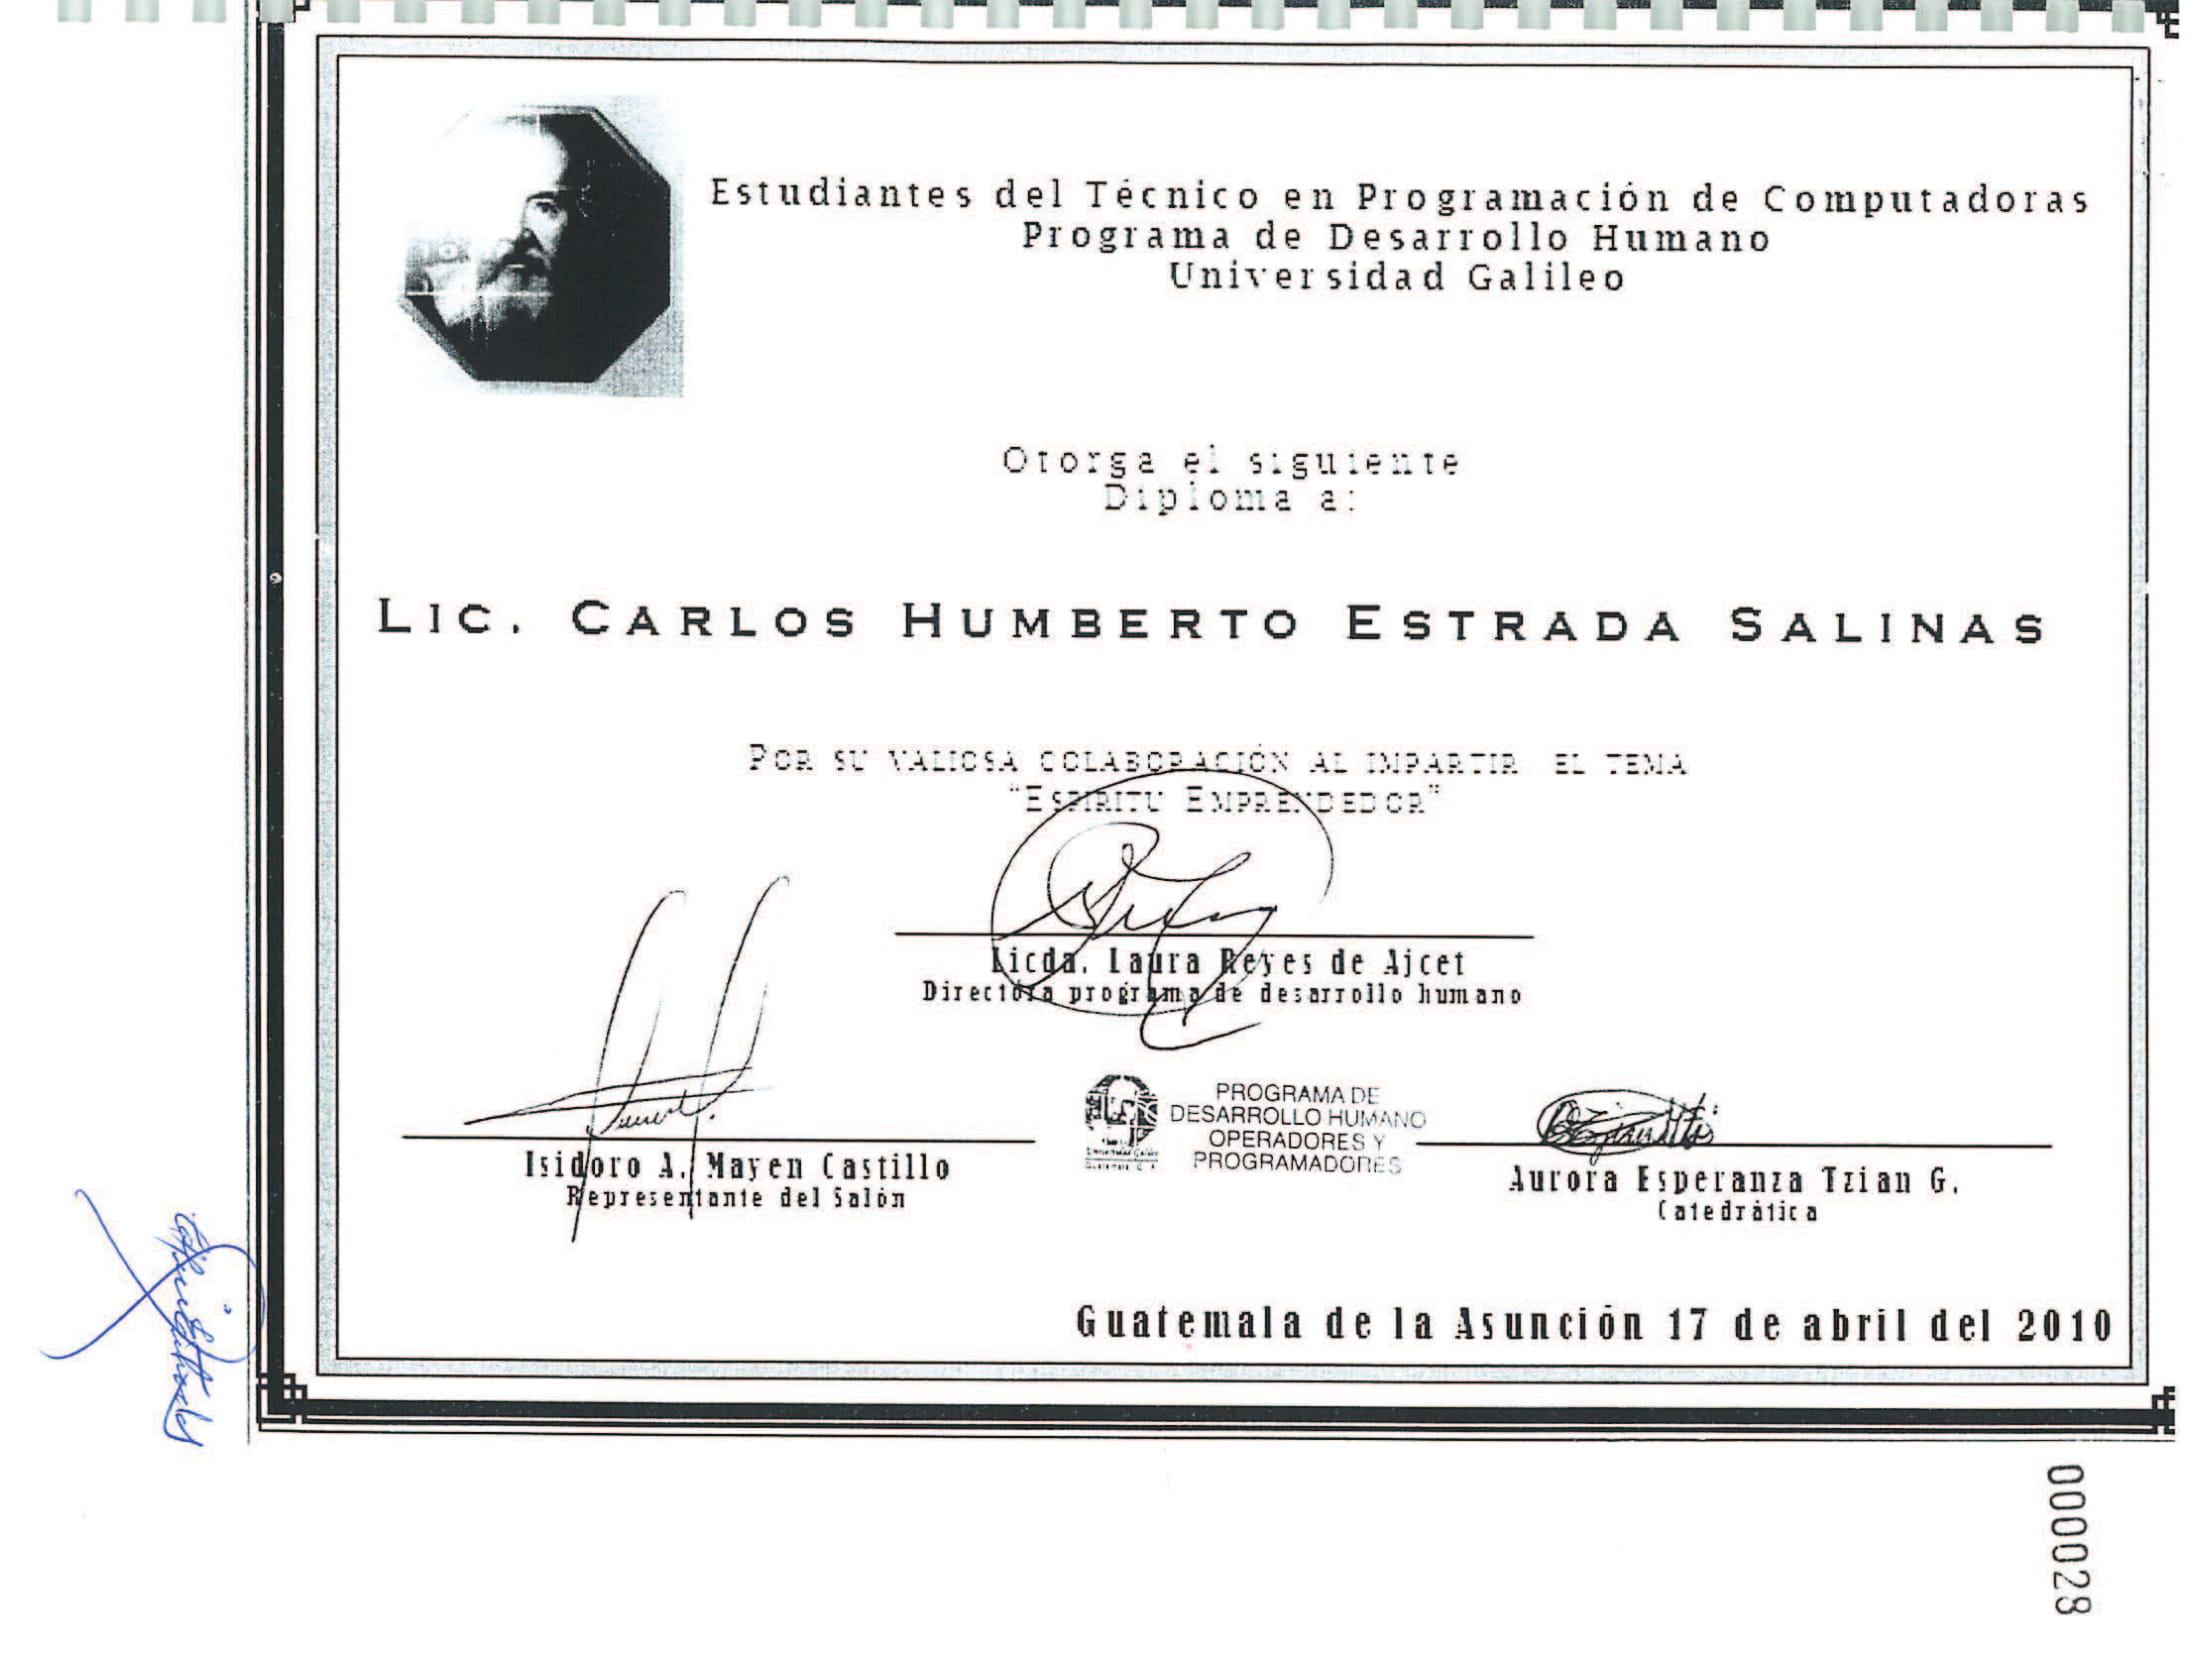 Estudiantes del Técnico en Programación de Computadoras
Programa de Desarrollo Humano
Universidad Galileo
Otorga el siguiente
Diploma a:
LIC. CARLOS HUMBERTO ESTRADA SALINAS
POR SU VALIOSA COLABORACIÓN AL IMPARTIR EL TEMA
"ESPIRITU EMPRENDEDOR"
Licda. Laura Reyes de Ajcet
Directora programa de desarrollo humano
PROGRAMA DE
DESARROLLO HUMANO
OPERADORES Y
PROGRAMADORES
Isidoro A. Mayen Castillo
Representante del Salón
Aurora Esperanza Tzian G.
Catedrática
Guatemala de la Asunción 17 de abril del 2010
000028